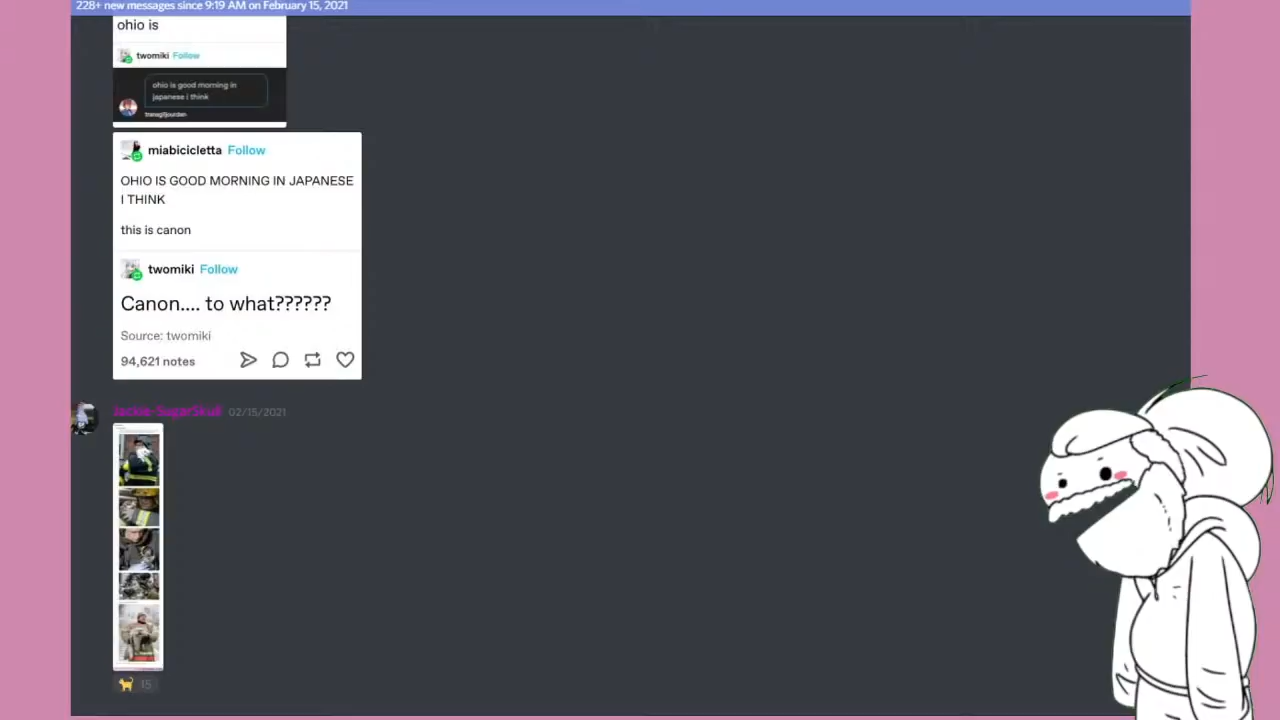 228+ new messages since 9:19 AM on February 15, 2021
ohio is
twomiki Follow
ohio is good morning in
japanese i think
transgfjourdan
miabicicletta Follow
OHIO IS GOOD MORNING IN JAPANESE
I THINK
this is canon
twomiki Follow
Canon.... to what??????
Source: twomiki
94,621 notes
Jackie-SugarSkull 02/15/2021
15